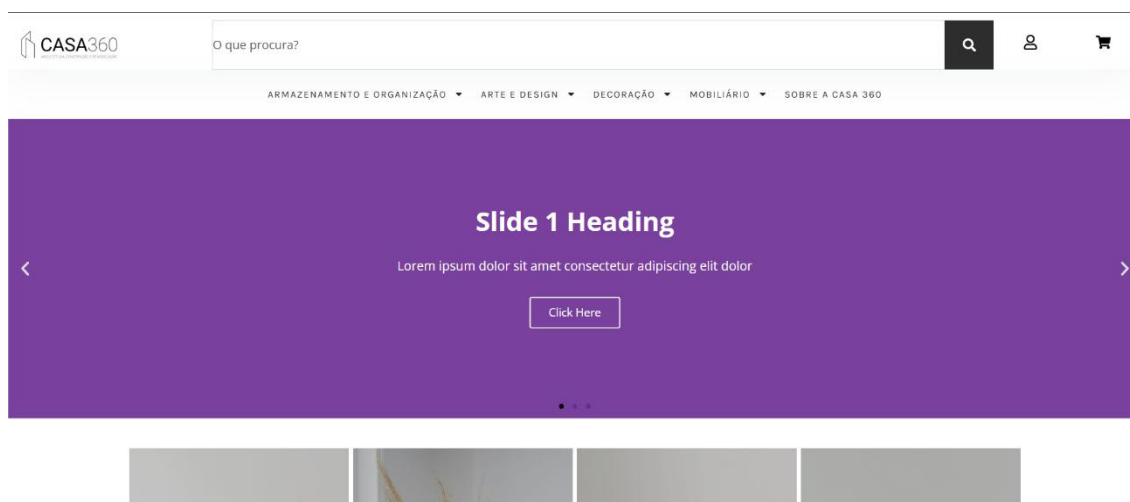 CASA360
O que procura?
ARMAZENAMENTO E ORGANIZAÇÃO
ARTE E DESIGN
DECORAÇÃO
MOBILIÁRIO
SOBRE A CASA 360
Slide 1 Heading
Lorem ipsum dolor sit amet consectetur adipiscing elit dolor
Click Here